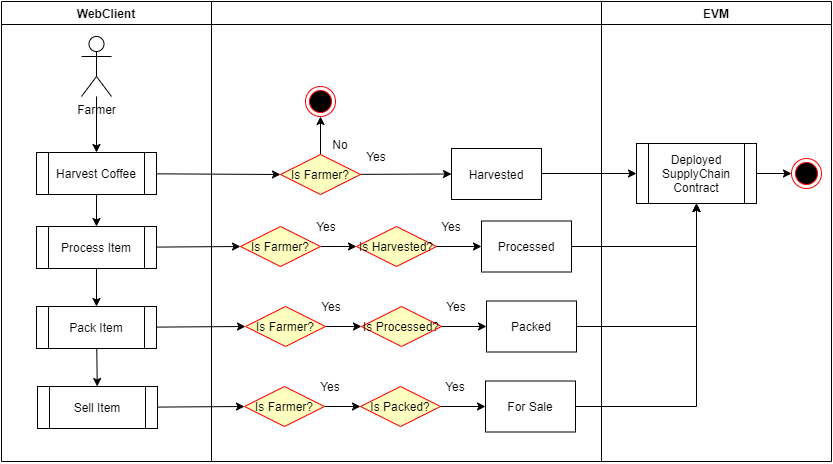 WebClient
EVM
Farmer
No
Yes
Harvest Coffee
Is Farmer?
Harvested
Deployed
SupplyChain
Contract
Yes
Yes
Process Item
Is Farmer?
Is Harvested?
Processed
Yes
Yes
Pack Item
Is Farmer?
Is Processed?
Packed
Yes
Yes
Sell Item
Is Farmer?
Is Packed?
For Sale